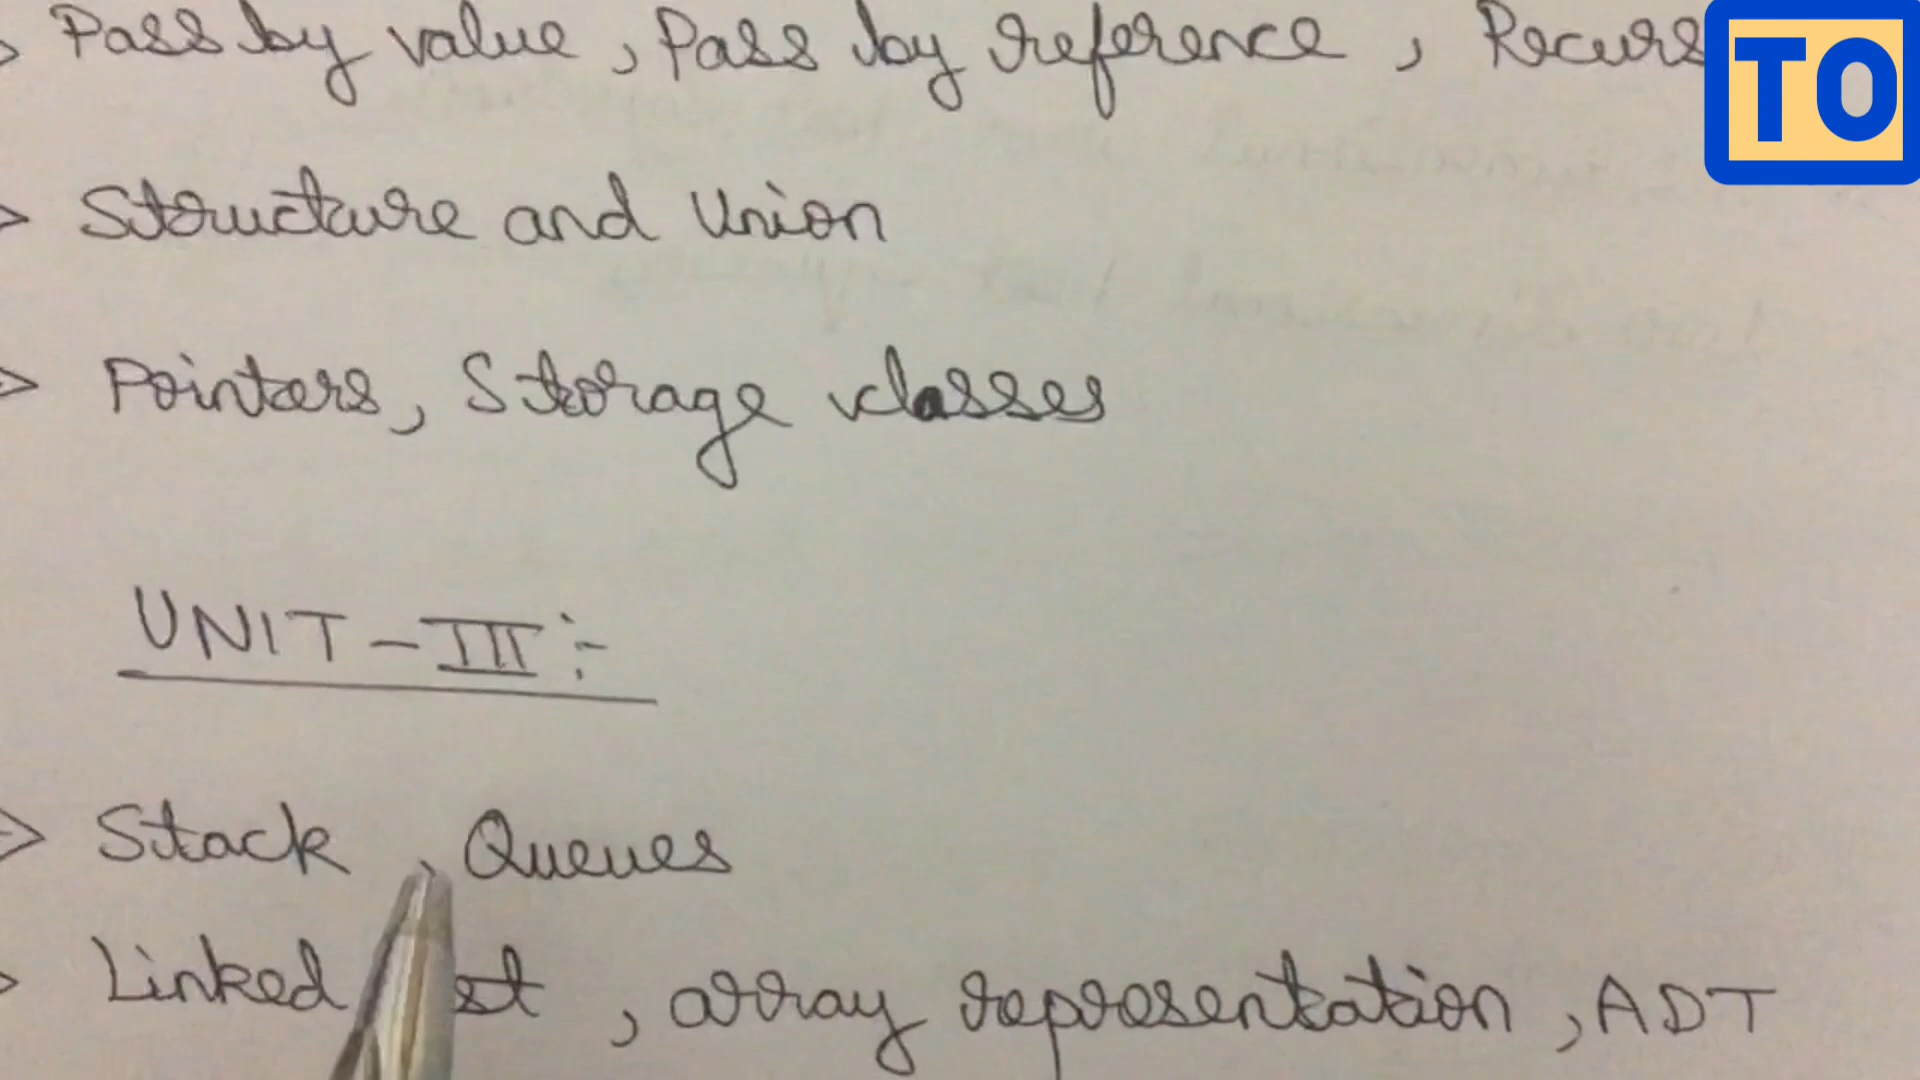 Pass by value, Pass by reference, Recurs
TO
Structure and Union
Pointers, Storage classes
UNIT-III:-
Stack, Queues
Linked st, array representation, ADT